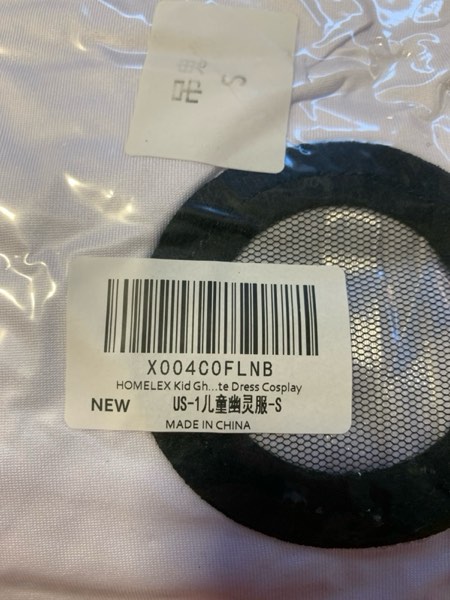 S
X004C0FLNB
HOMELEX Kid Gh...te Dress Cosplay
NEW US-1儿童幽灵服-S
MADE IN CHINA